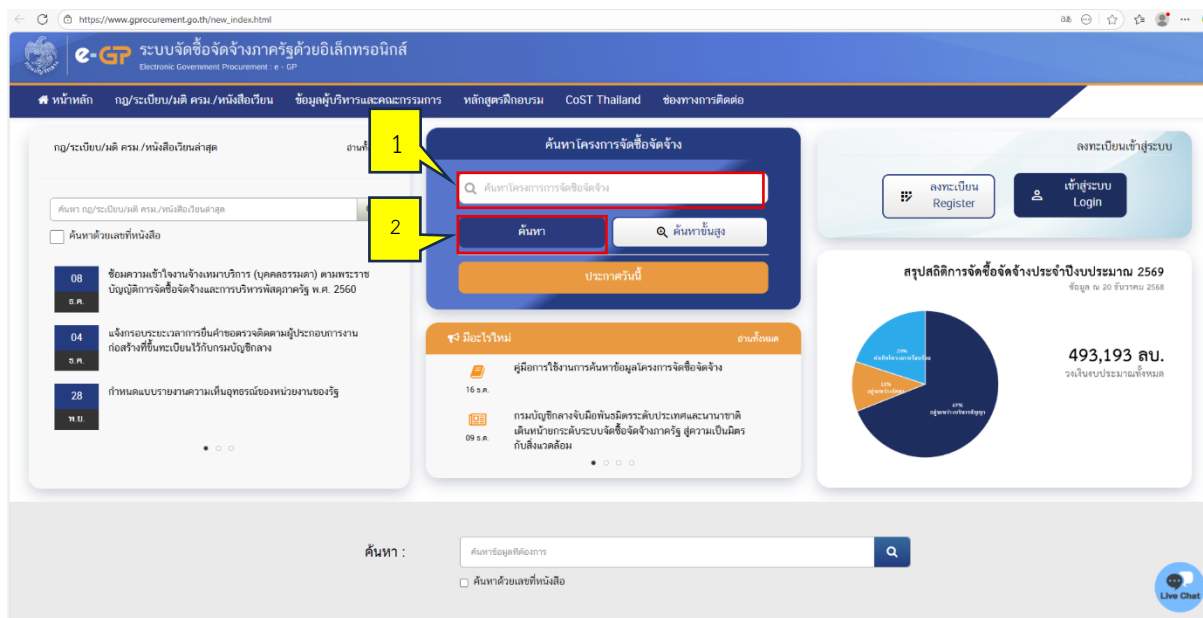 https://www.gprocurement.go.th/new_index.html
e-GP ระบบจัดซื้อจัดจ้างภาครัฐด้วยอิเล็กทรอนิกส์
Electronic Government Procurement : e - GP
หน้าหลัก กฎ/ระเบียบ/มติ ครม./หนังสือเวียน ข้อมูลผู้บริหารและคณะกรรมการ หลักสูตรฝึกอบรม CoST Thailand ช่องทางการติดต่อ
กฎ/ระเบียบ/มติ ครม./หนังสือเวียนล่าสุด
ค้นหา กฎ/ระเบียบ/มติ ครม./หนังสือเวียนล่าสุด
ค้นหาด้วยเลขที่หนังสือ
08 ธ.ค.
ซ้อมความเข้าใจงานจ้างเหมาบริการ (บุคคลธรรมดา) ตามพระราช
บัญญัติการจัดซื้อจัดจ้างและการบริหารพัสดุภาครัฐ พ.ศ. 2560
04 ธ.ค.
แจ้งกรอบระยะเวลาการยื่นคำขอตรวจติดตามผู้ประกอบการงาน
ก่อสร้างที่ขึ้นทะเบียนไว้กับกรมบัญชีกลาง
28 พ.ย.
กำหนดแบบรายงานความเห็นอุทธรณ์ของหน่วยงานของรัฐ
1
2
ค้นหาโครงการจัดซื้อจัดจ้าง
ค้นหาโครงการการจัดซื้อจัดจ้าง
ค้นหา ค้นหาขั้นสูง
ประกาศวันนี้
มีอะไรใหม่ อ่านทั้งหมด
16 ธ.ค.
คู่มือการใช้งานการค้นหาข้อมูลโครงการจัดซื้อจัดจ้าง
09 ธ.ค.
กรมบัญชีกลางจับมือพันธมิตรระดับประเทศและนานาชาติ
เดินหน้ายกระดับระบบจัดซื้อจัดจ้างภาครัฐ สู่ความเป็นมิตร
กับสิ่งแวดล้อม
ลงทะเบียนเข้าสู่ระบบ
ลงทะเบียน
Register
เข้าสู่ระบบ
Login
สรุปสถิติการจัดซื้อจัดจ้างประจำปีงบประมาณ 2569
ข้อมูล ณ 20 ธันวาคม 2568
493,193 ลบ.
วงเงินงบประมาณทั้งหมด
ค้นหา :
ค้นหาข้อมูลที่ต้องการ
ค้นหาด้วยเลขที่หนังสือ
Live Chat